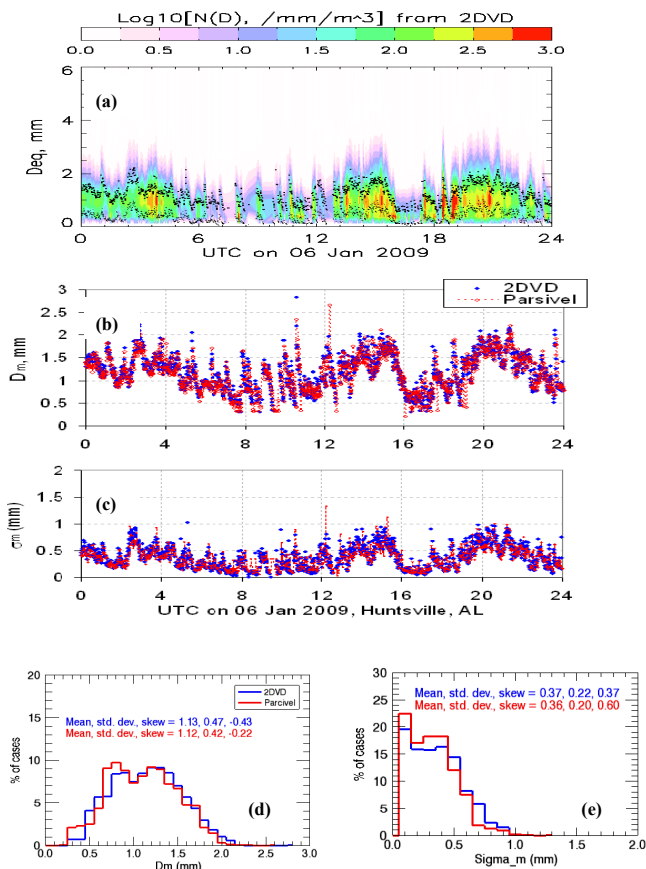 Log10[N(D), /mm/m^3] from 2DVD
0.0 0.5 1.0 1.5 2.0 2.5 3.0
(a)
Deq, mm
6
4
2
0
0 6 12 18 24
UTC on 06 Jan 2009
2DVD
Parsivel
(b)
Dm, mm
3
2.5
2
1.5
1
0.5
0
0 4 8 12 16 20 24
(c)
σm (mm)
2
1.5
1
0.5
0
0 4 8 12 16 20 24
UTC on 06 Jan 2009, Huntsville, AL
20
15
10
5
0
% of cases
2DVD
Parcivel
Mean, std. dev., skew = 1.13, 0.47, -0.43
Mean, std. dev., skew = 1.12, 0.42, -0.22
(d)
0.0 0.5 1.0 1.5 2.0 2.5 3.0
Dm (mm)
30
25
20
15
10
5
0
% of cases
Mean, std. dev., skew = 0.37, 0.22, 0.37
Mean, std. dev., skew = 0.36, 0.20, 0.60
(e)
0.0 0.5 1.0 1.5 2.0
Sigma_m (mm)